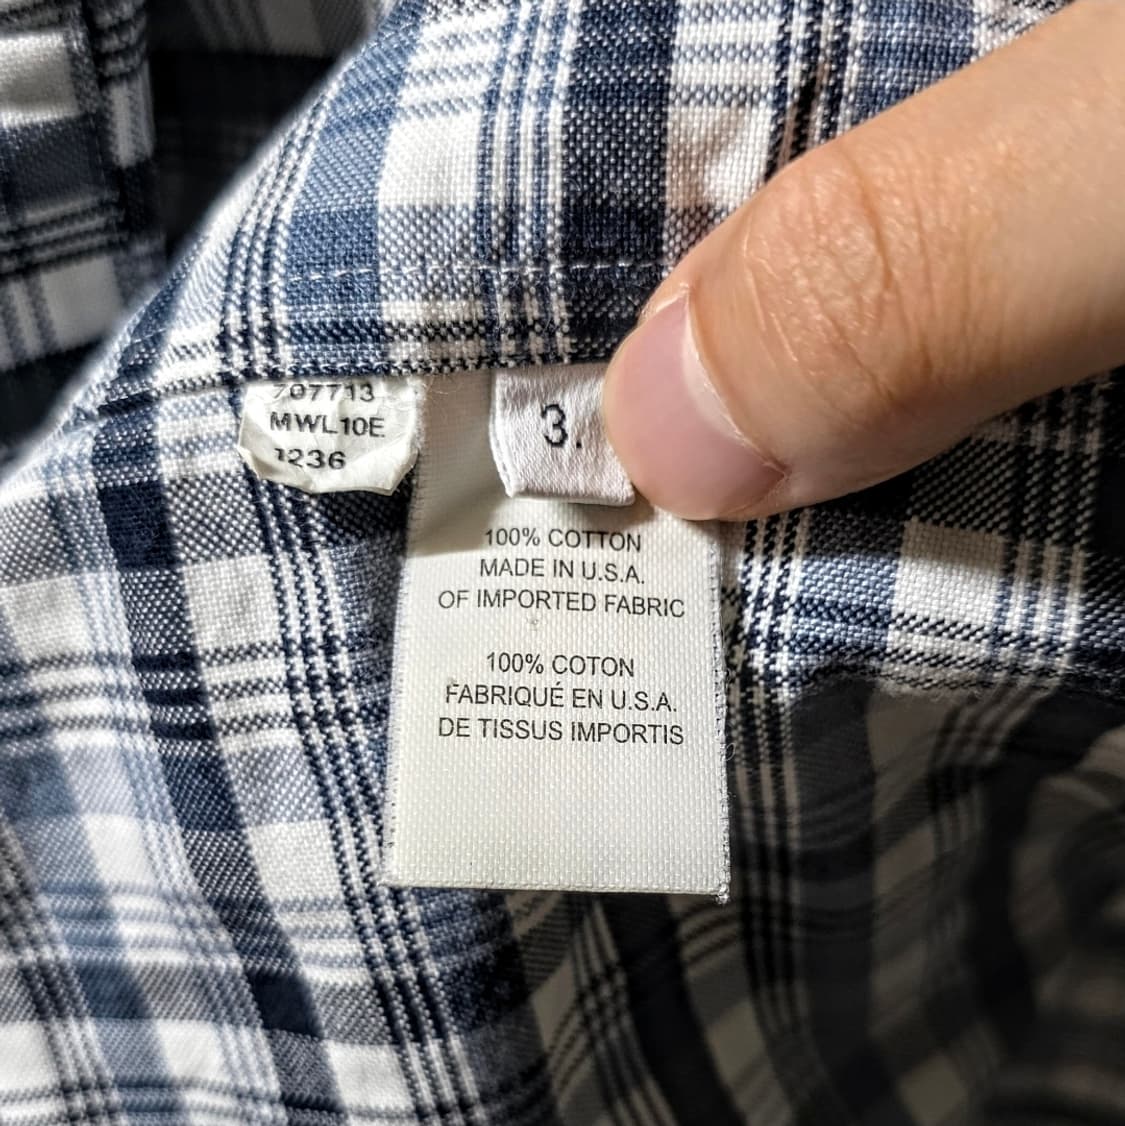 707713
MWL10E
1236
3.
100% COTTON
MADE IN U.S.A.
OF IMPORTED FABRIC
100% COTON
FABRIQUÉ EN U.S.A.
DE TISSUS IMPORTIS